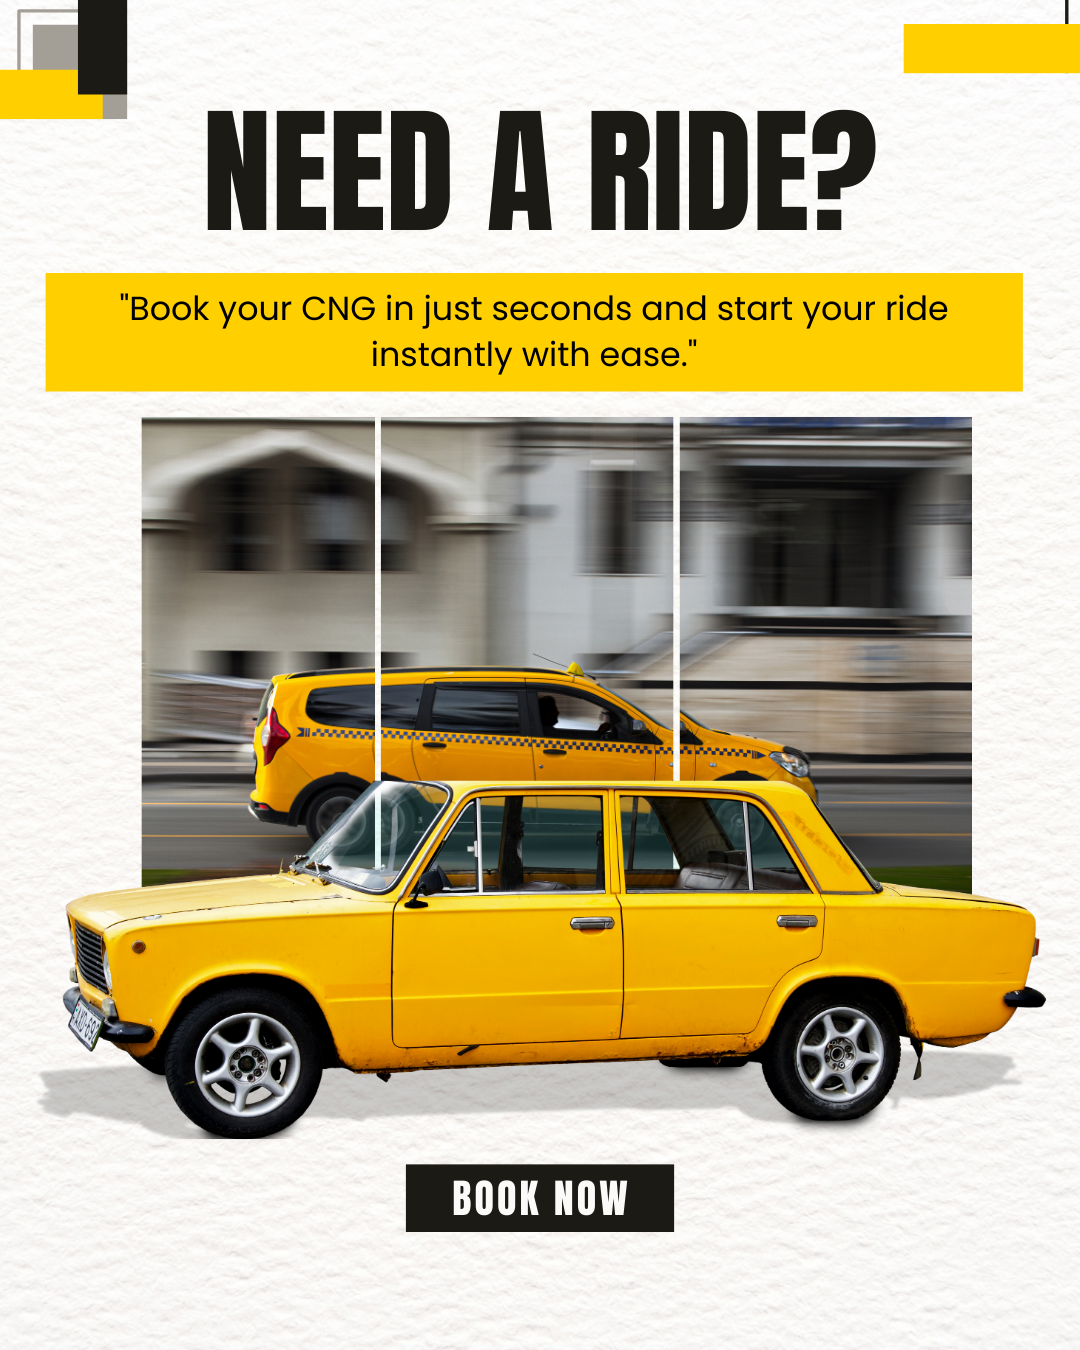 NEED A RIDE?
"Book your CNG in just seconds and start your ride
instantly with ease."
BOOK NOW